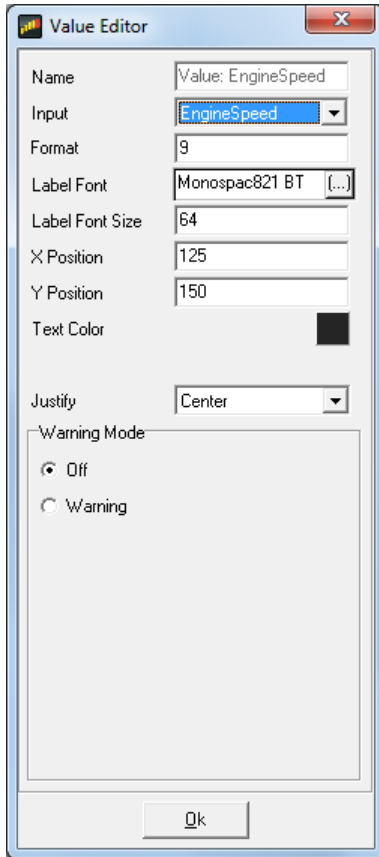 Value Editor
Name Value: EngineSpeed
Input EngineSpeed
Format 9
Label Font Monospac821 BT (...)
Label Font Size 64
X Position 125
Y Position 150
Text Color
Justify Center
Warning Mode
Off
Warning
Ok